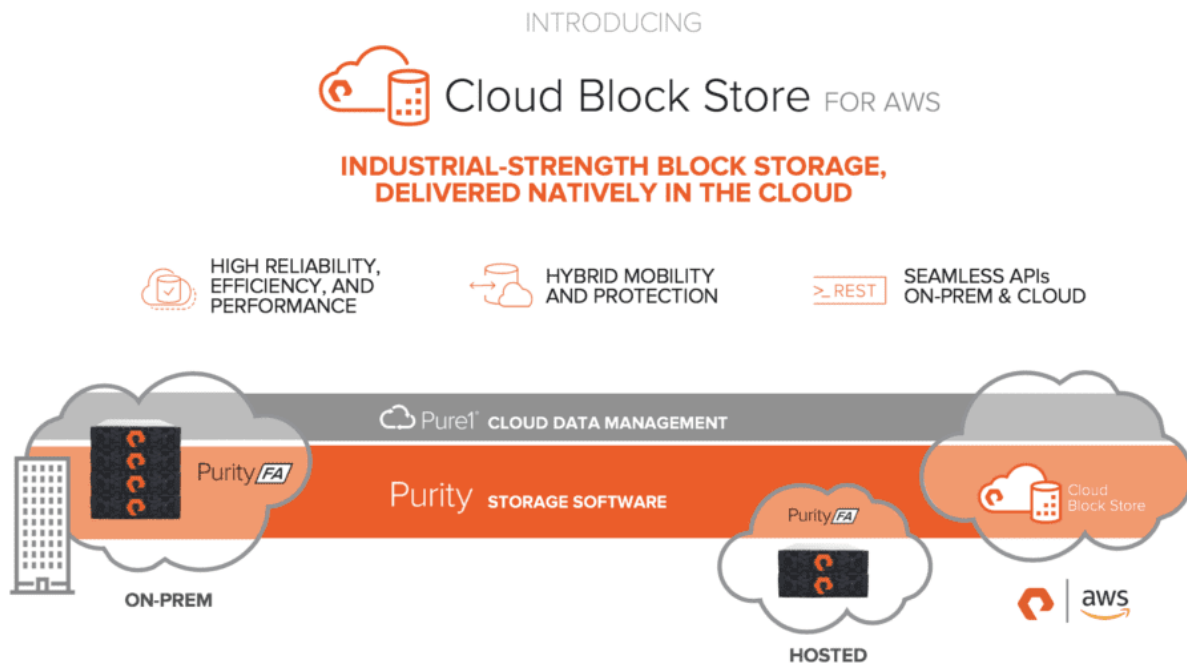 INTRODUCING
Cloud Block Store FOR AWS
INDUSTRIAL-STRENGTH BLOCK STORAGE,
DELIVERED NATIVELY IN THE CLOUD
HIGH RELIABILITY,
EFFICIENCY, AND
PERFORMANCE
HYBRID MOBILITY
AND PROTECTION
>_ REST
SEAMLESS APIs
ON-PREM & CLOUD
Pure1® CLOUD DATA MANAGEMENT
Purity FA
Purity STORAGE SOFTWARE
Purity FA
Cloud
Block Store
ON-PREM
HOSTED
aws